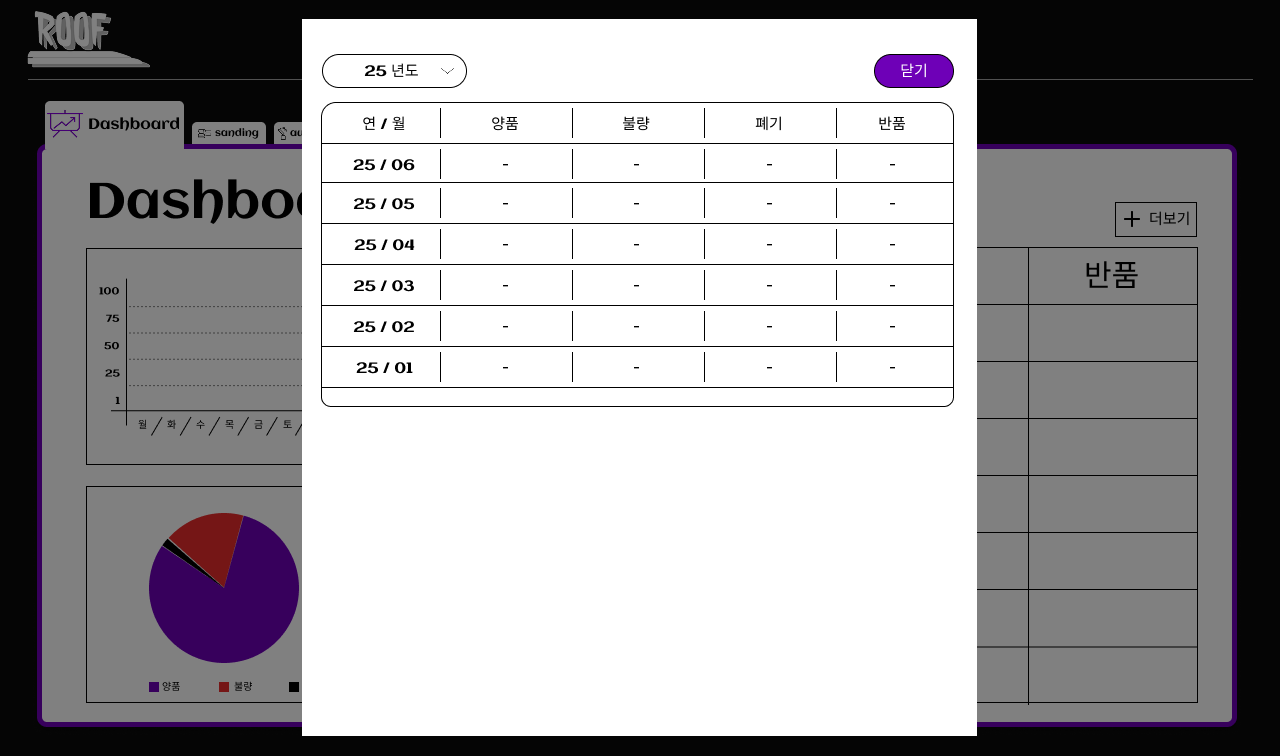 ROOF
25 년도
닫기
Dashboard
sanding
au
연 / 월 양품 불량 폐기 반품
25 / 06 - - - -
25 / 05 - - - -
25 / 04 - - - -
25 / 03 - - - -
25 / 02 - - - -
25 / 01 - - - -
Dashboo
더보기
반품
100
75
50
25
1
월 / 화 / 수 / 목 / 금 / 토 /
양품 불량